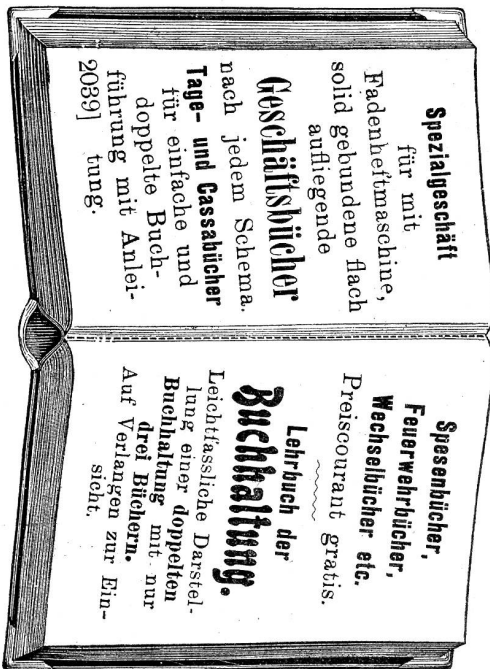 Spezialgeschäft
für mit
Fadenheftmaschine,
solid gebundene flach
aufliegende
Geschäftsbücher
nach jedem Schema.
Tage- und Cassabücher
für einfache und
doppelte Buch-
führung mit Anlei-
2039] tung.
Spesenbücher,
Feuerwehrbücher,
Wechselbücher etc.
Preiscourant gratis.
Lehrbuch der
Buchhaltung.
Leichtfassliche Darstel-
lung einer doppelten
Buchhaltung mit nur
drei Büchern.
Auf Verlangen zur Ein-
sicht.